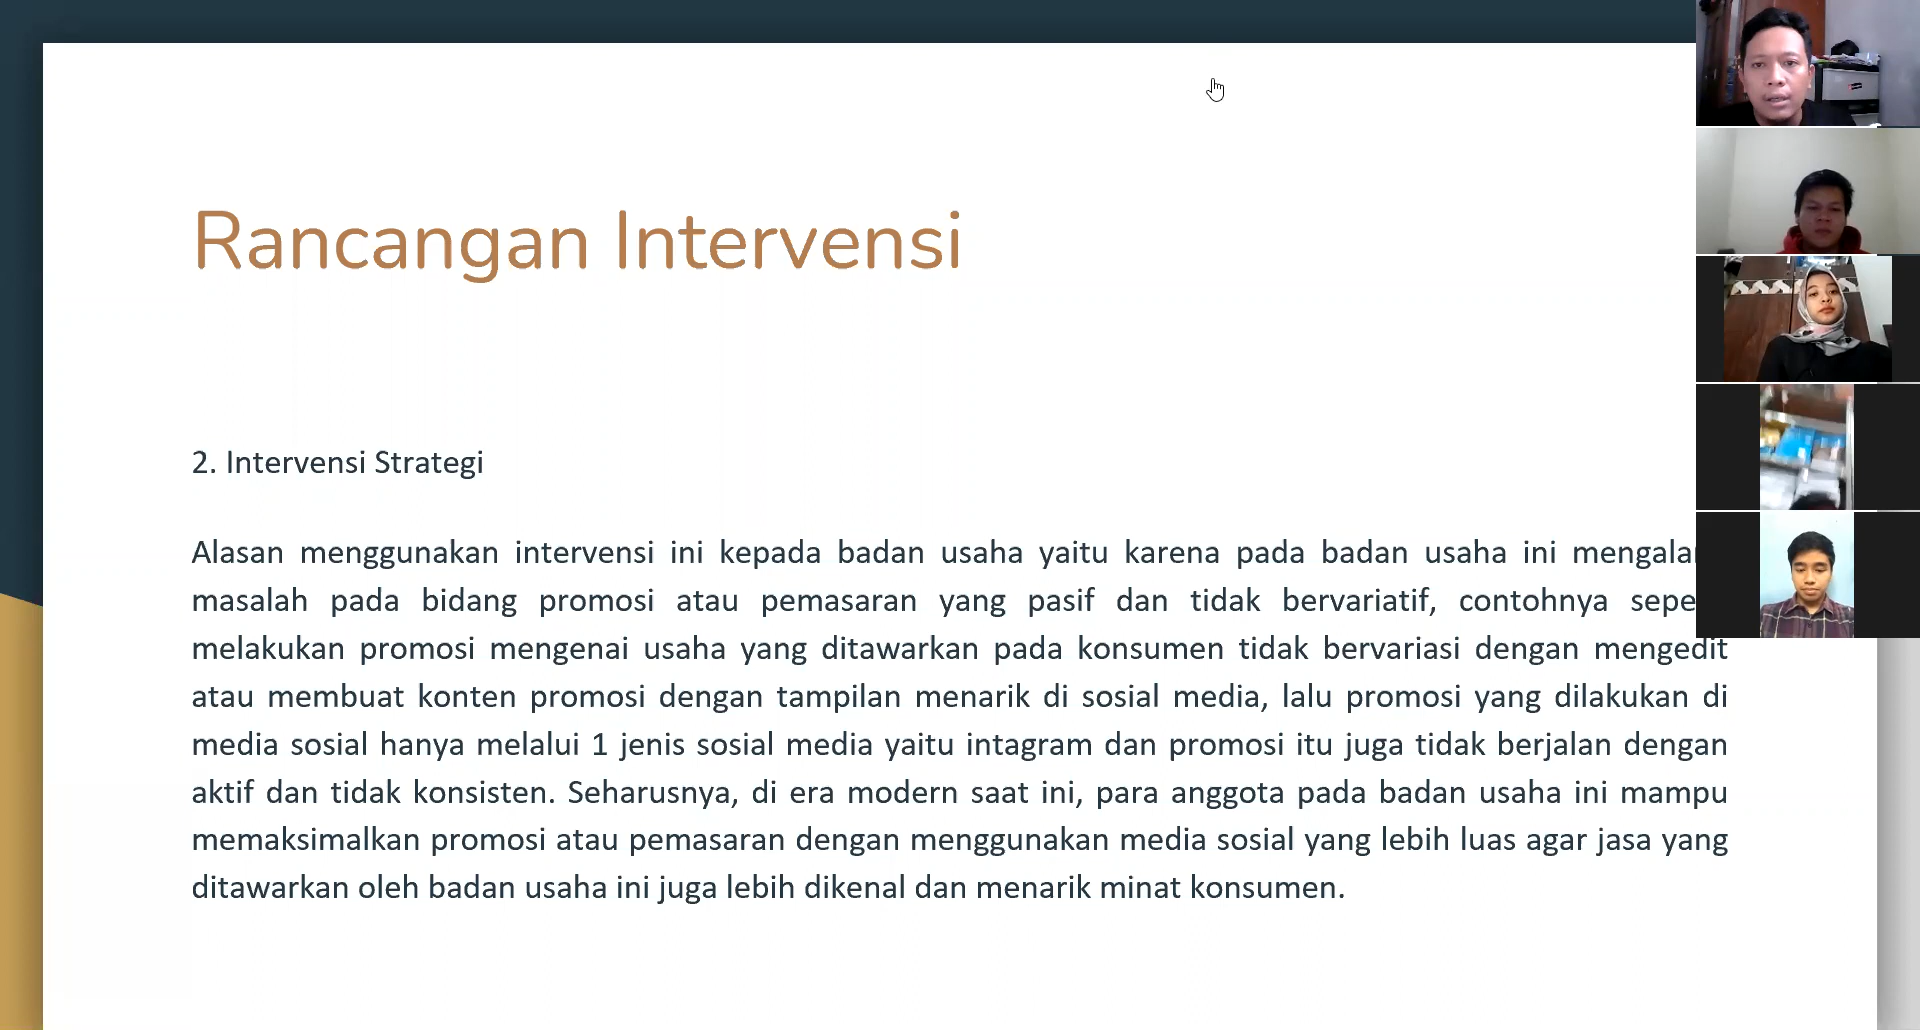 Rancangan Intervensi
2. Intervensi Strategi
Alasan menggunakan intervensi ini kepada badan usaha yaitu karena pada badan usaha ini
masalah pada bidang promosi atau pemasaran yang pasif dan tidak bervariatif, contohnya
melakukan promosi mengenai usaha yang ditawarkan pada konsumen tidak bervariasi dengan mengedit
atau membuat konten promosi dengan tampilan menarik di sosial media, lalu promosi yang dilakukan di
media sosial hanya melalui 1 jenis sosial media yaitu intagram dan promosi itu juga tidak berjalan dengan
aktif dan tidak konsisten. Seharusnya, di era modern saat ini, para anggota pada badan usaha ini mampu
memaksimalkan promosi atau pemasaran dengan menggunakan media sosial yang lebih luas agar jasa yang
ditawarkan oleh badan usaha ini juga lebih dikenal dan menarik minat konsumen.